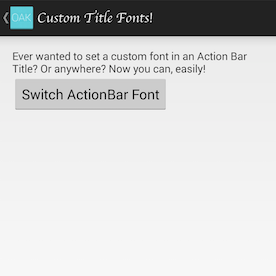 DAK Custom Title Fonts!
Ever wanted to set a custom font in an Action Bar
Title? Or anywhere? Now you can, easily!
Switch ActionBar Font